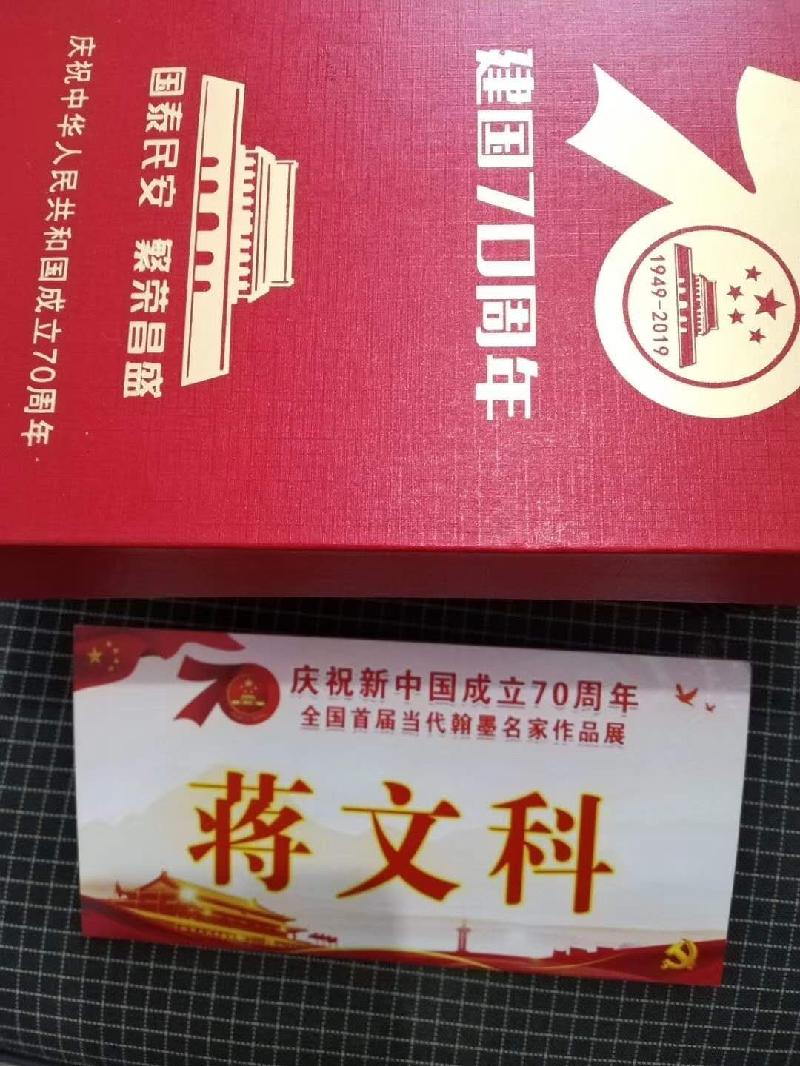 1949-2019
建国70周年
国泰民安 繁荣昌盛
庆祝中华人民共和国成立70周年
70
庆祝新中国成立70周年
全国首届当代翰墨名家作品展
蒋文科